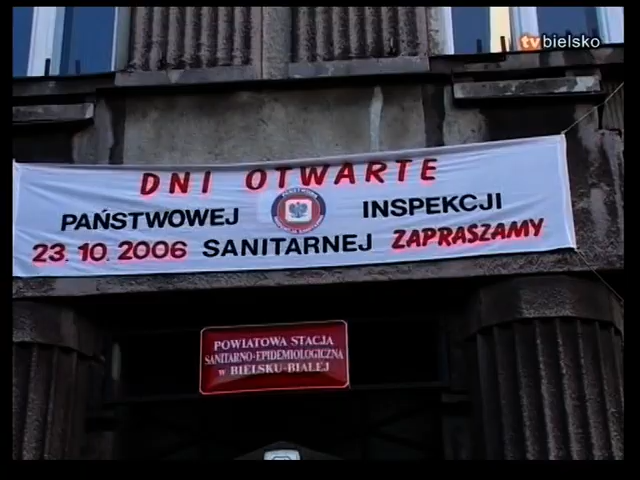 tvbielsko
DNI OTWARTE
PAŃSTWOWEJ INSPEKCJI
23.10.2006 SANITARNEJ ZAPRASZAMY
POWIATOWA STACJA
SANITARNO-EPIDEMIOLOGICZNA
w BIELSKU-BIAŁEJ